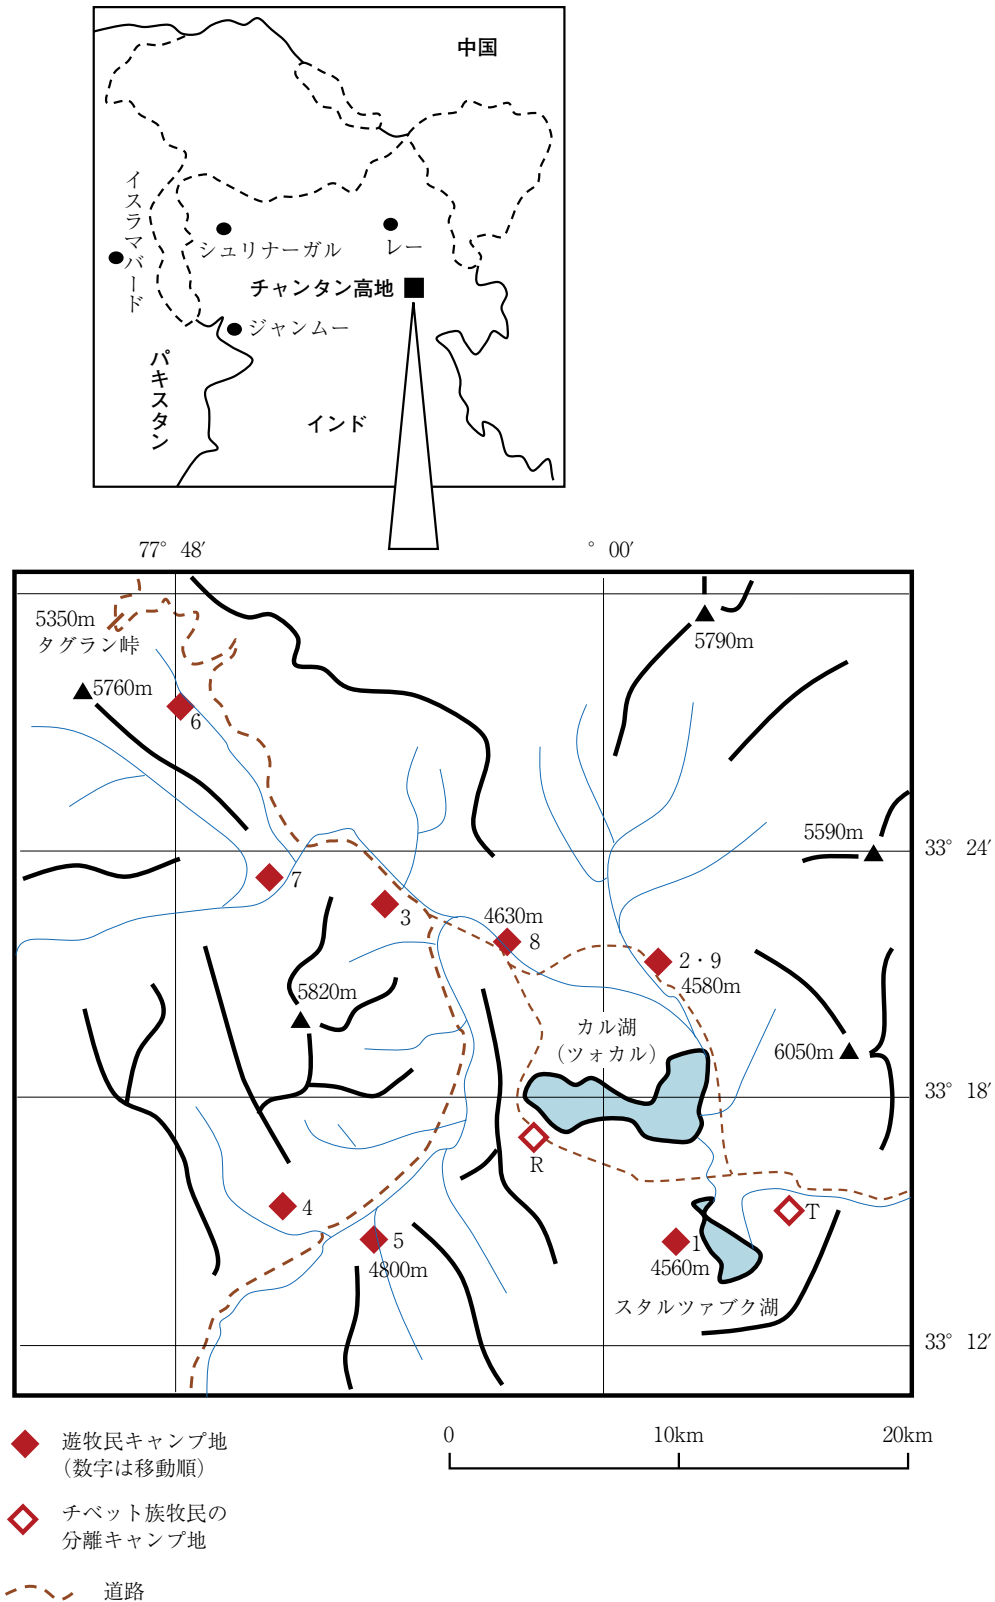 中国
イスラマバード
シュリナーガル
レー
チャンタン高地
ジャンムー
パキスタン
インド
77° 48′
° 00′
5350m
タグラン峠
5790m
5760m
6
5590m
33° 24′
7
3
4630m
8
2・9
4580m
5820m
カル湖
(ツォカル)
6050m
33° 18′
R
4
T
5
4800m
1
4560m
スタルツァブク湖
33° 12′
遊牧民キャンプ地
(数字は移動順)
0
10km
20km
チベット族牧民の
分離キャンプ地
道路